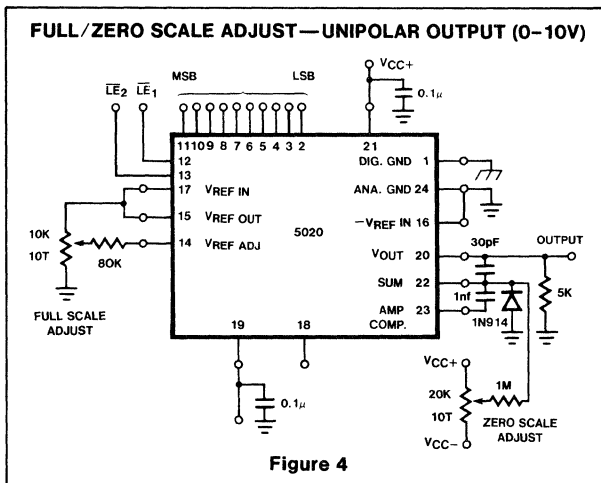 FULL/ZERO SCALE ADJUST—UNIPOLAR OUTPUT (0–10V)
VCC+
LE2 LE1 MSB LSB
0.1μ
11 10 9 8 7 6 5 4 3 2
21
12
13
DIG. GND 1
17 VREF IN
ANA. GND 24
15 VREF OUT
–VREF IN 16
10K
10T
80K
14 VREF ADJ
5020
VOUT 20
30pF
OUTPUT
SUM 22
1nf
5K
AMP COMP. 23
1N914
FULL SCALE
ADJUST
19
18
0.1μ
VCC+
20K
10T
1M
ZERO SCALE
ADJUST
VCC–
Figure 4